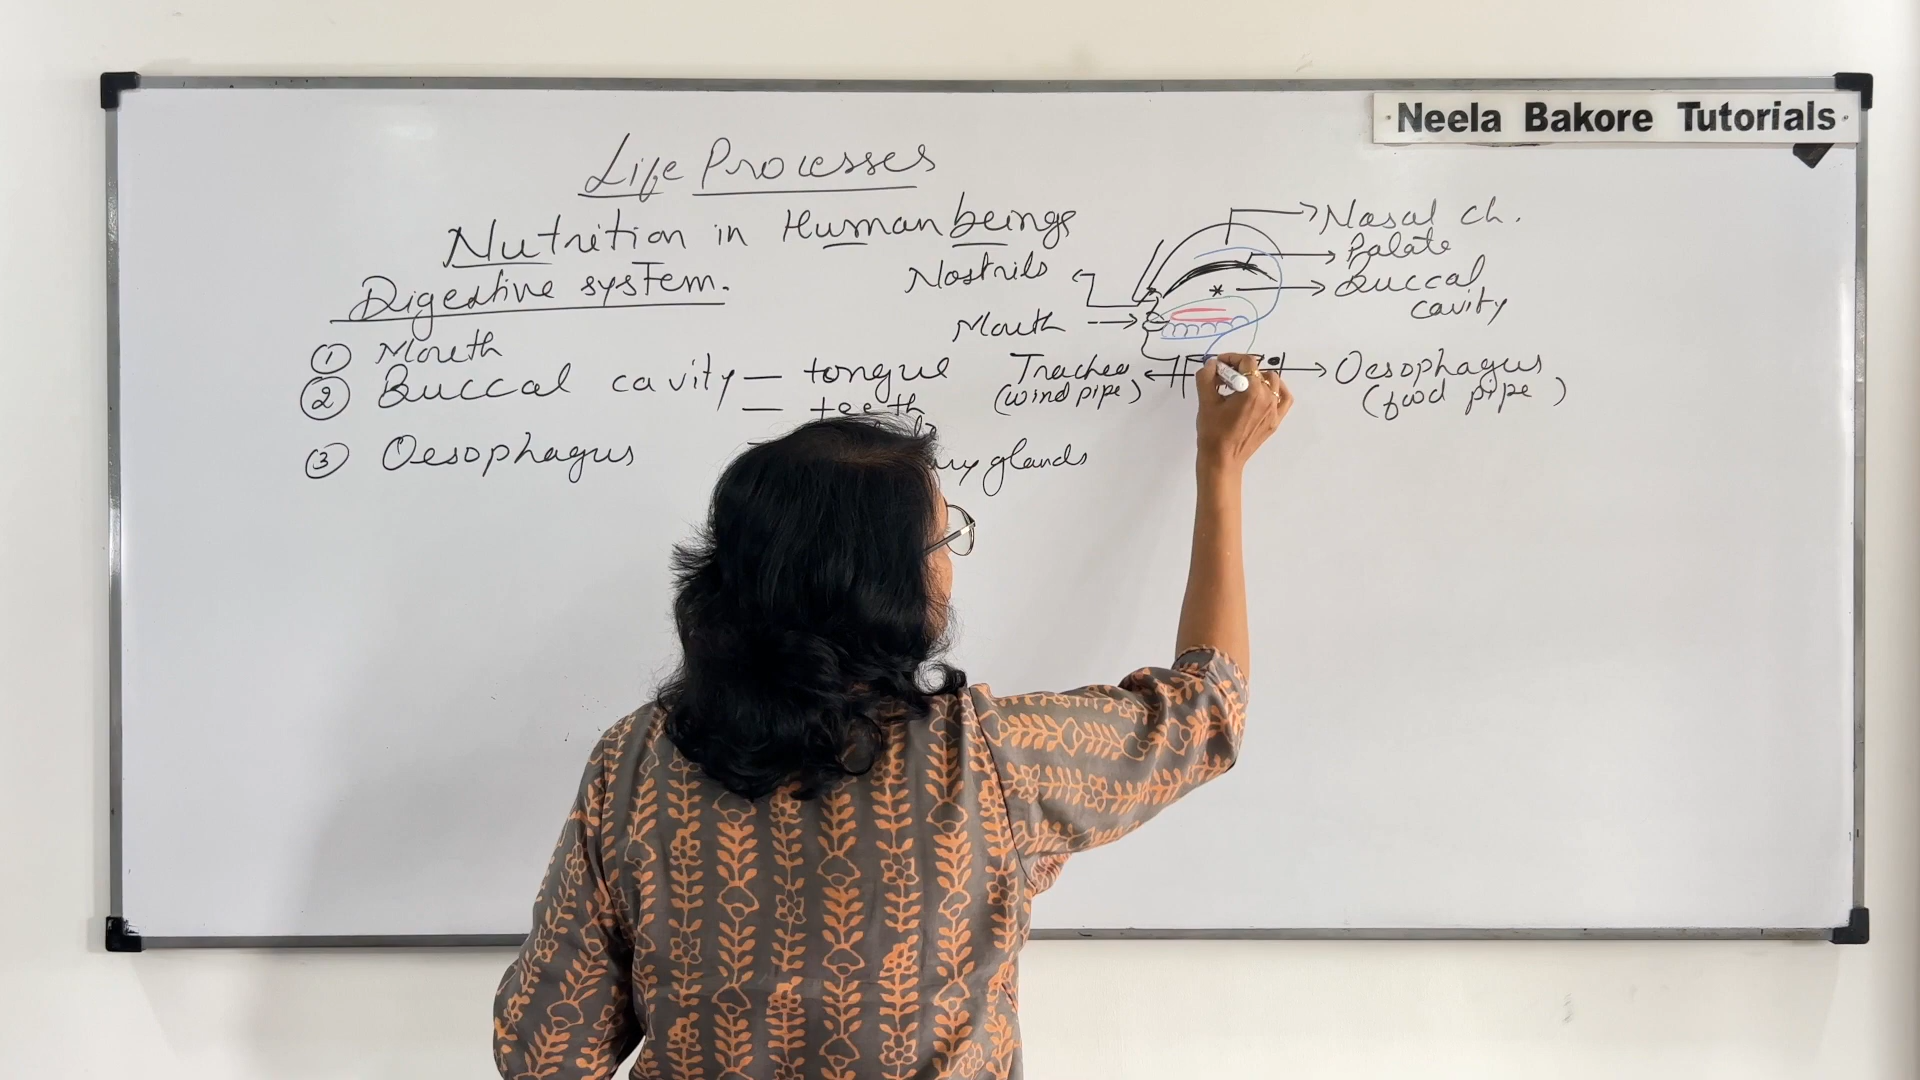 Neela Bakore Tutorials
Life Processes
Nutrition in Human beings
Digestive system.
① Mouth
② Buccal cavity — tongue
— teeth
glands
③ Oesophagus
Nasal ch.
Palate
Buccal
cavity
Nostrils
Mouth
Trachea
(wind pipe)
Oesophagus
(food pipe)